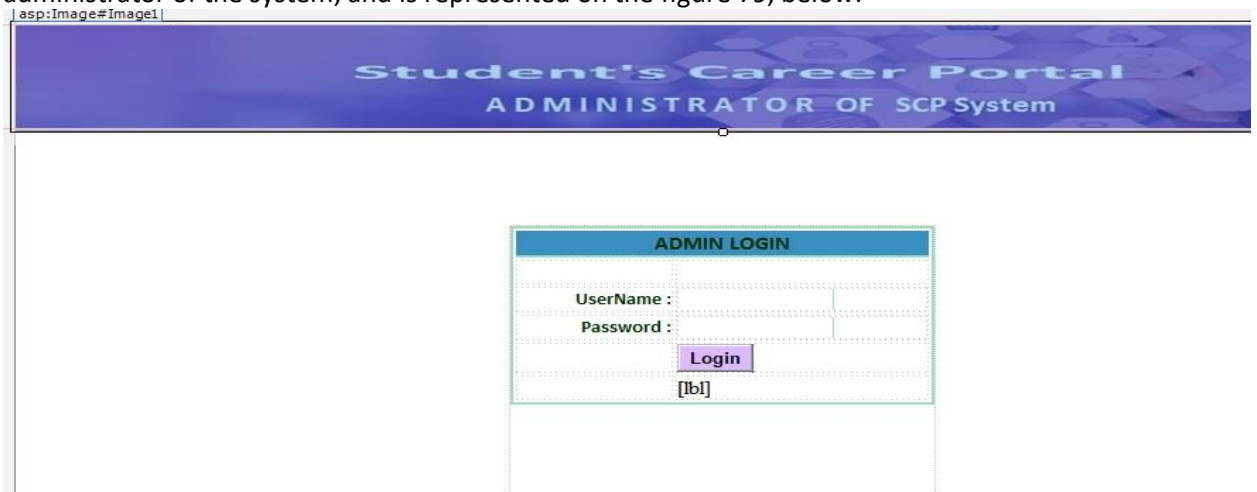 administrator of the system, and is represented on the figure 75, below:
asp:Image#Image1
Student's Career Portal
ADMINISTRATOR OF SCP System
ADMIN LOGIN
UserName :
Password :
Login
[lbl]